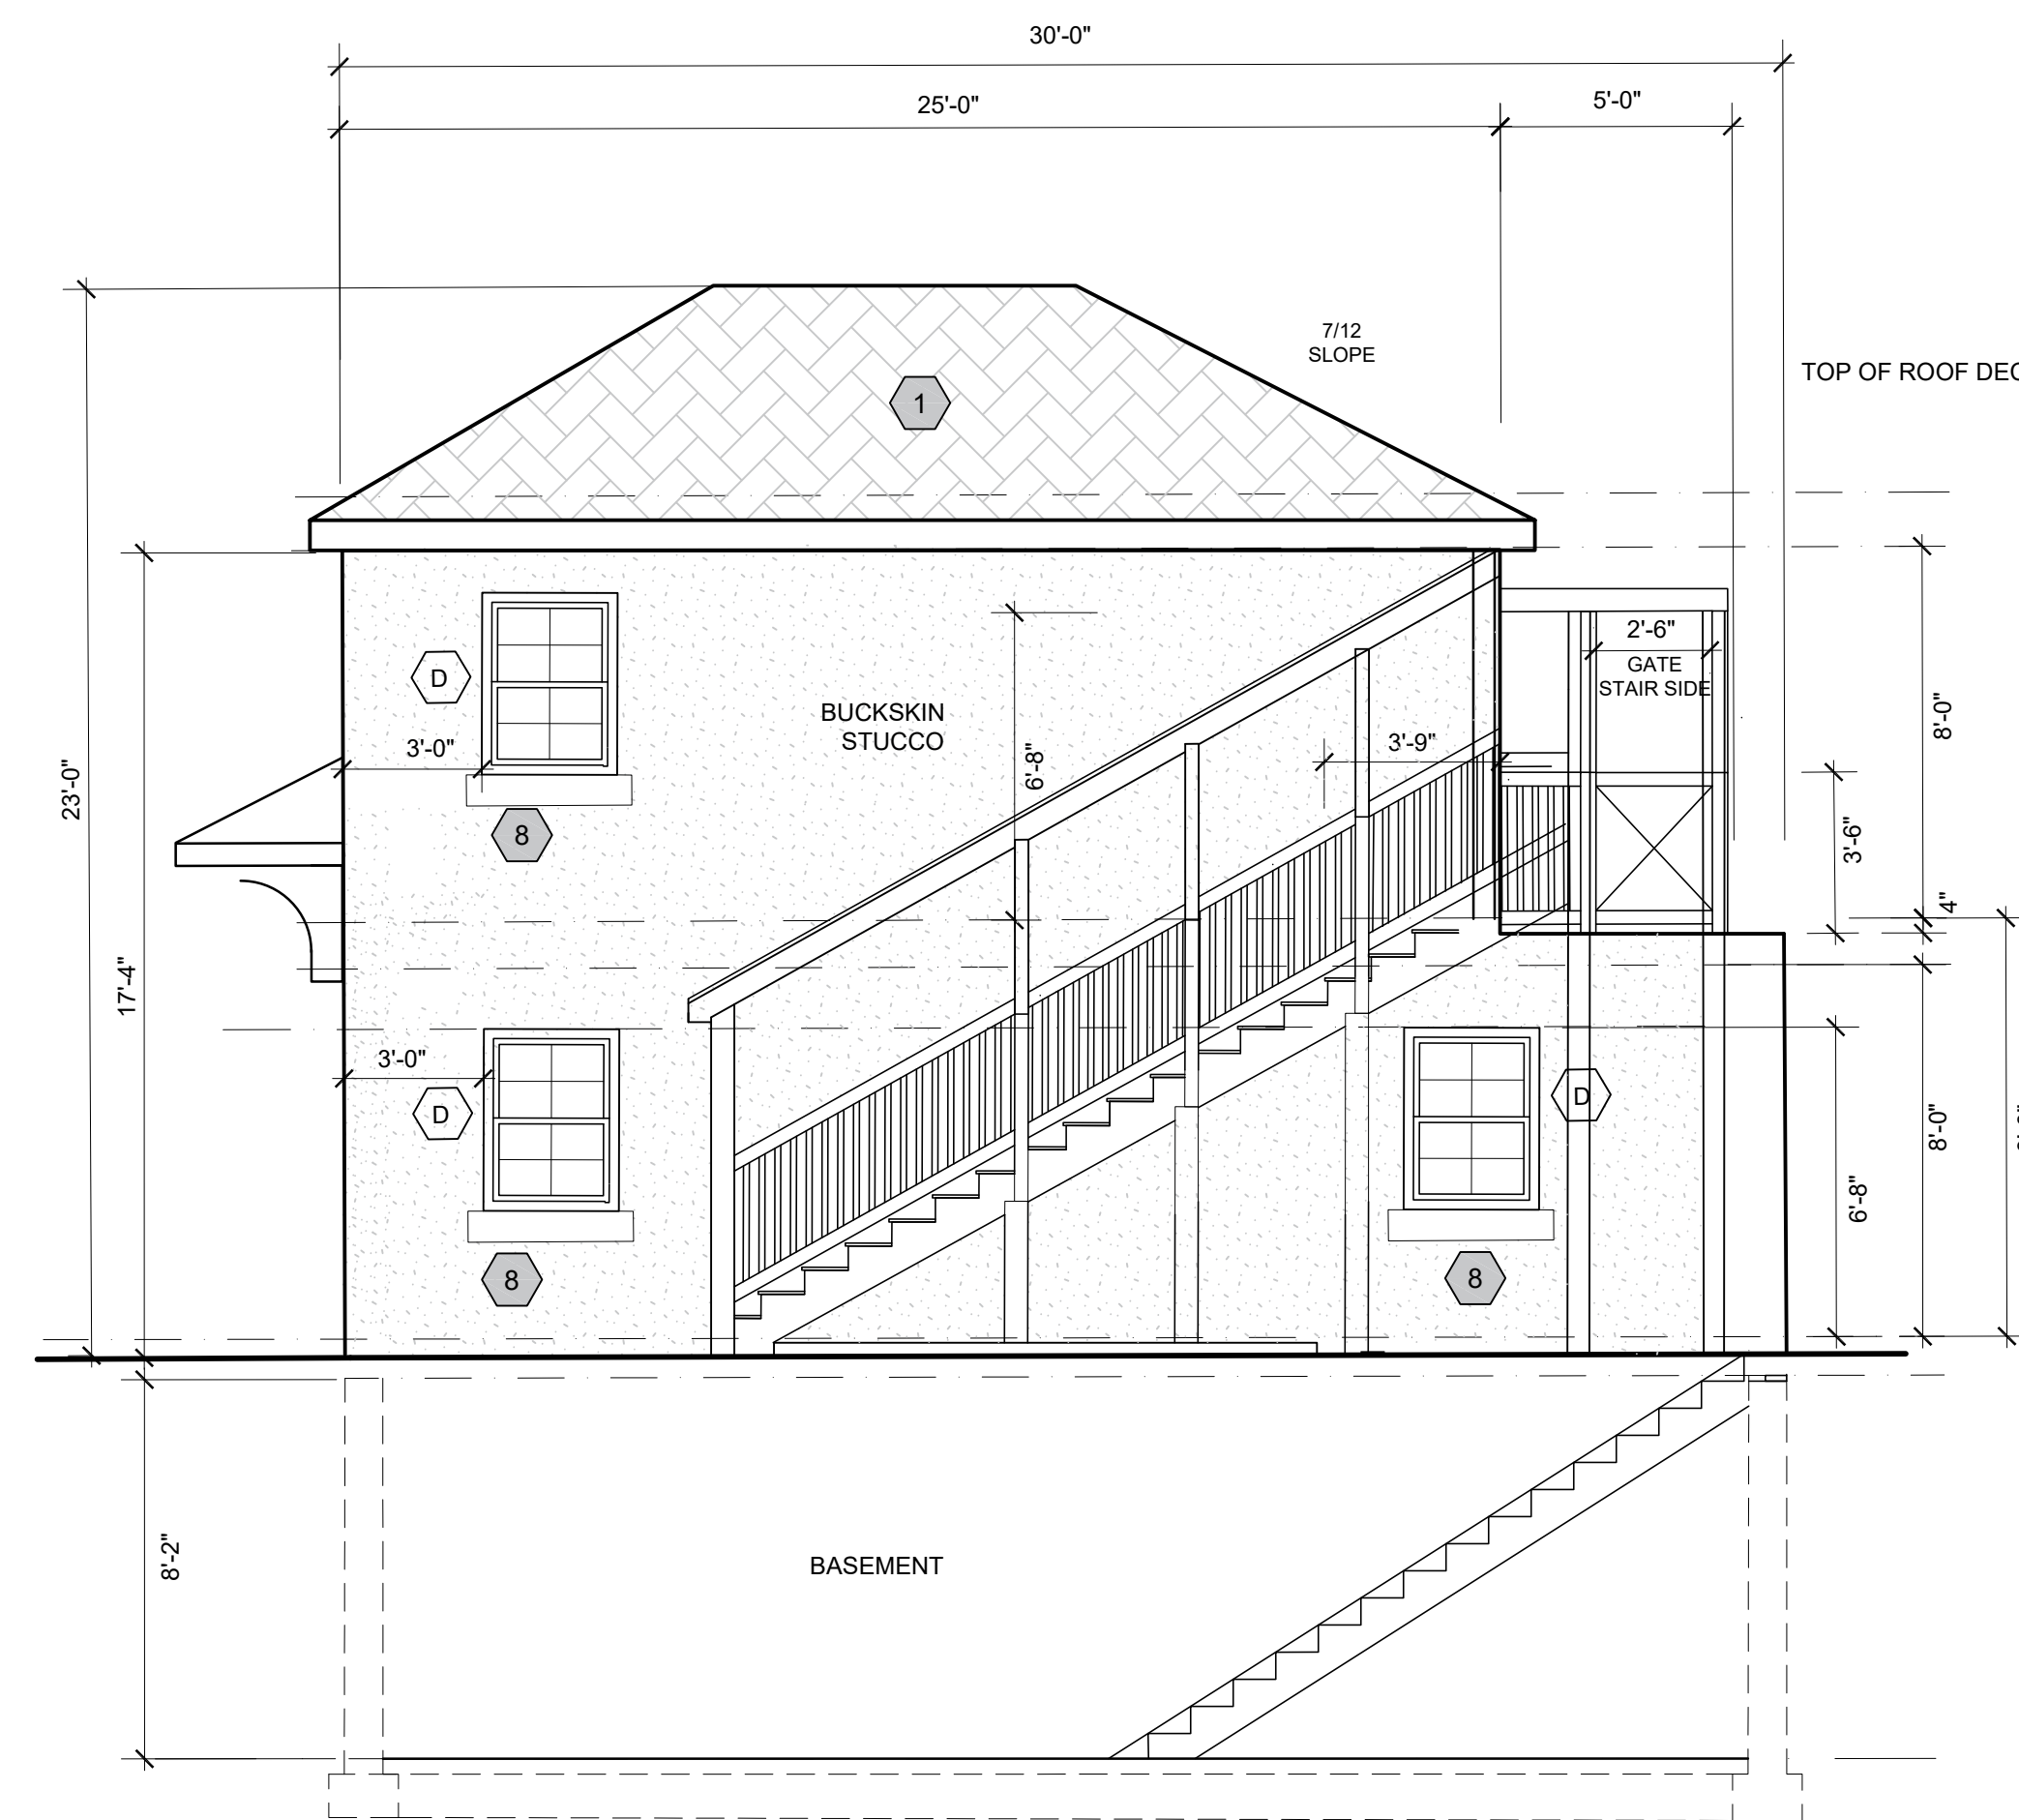 30'-0"
25'-0"
5'-0"
7/12
SLOPE
TOP OF ROOF
1
2'-6"
GATE
STAIR SIDE
D
BUCKSKIN
STUCCO
3'-0"
6'-8"
3'-9"
8'-0"
23'-0"
8
3'-6"
4"
17'-4"
3'-0"
D
D
8'-0"
6'-8"
8
8
8'-2"
BASEMENT